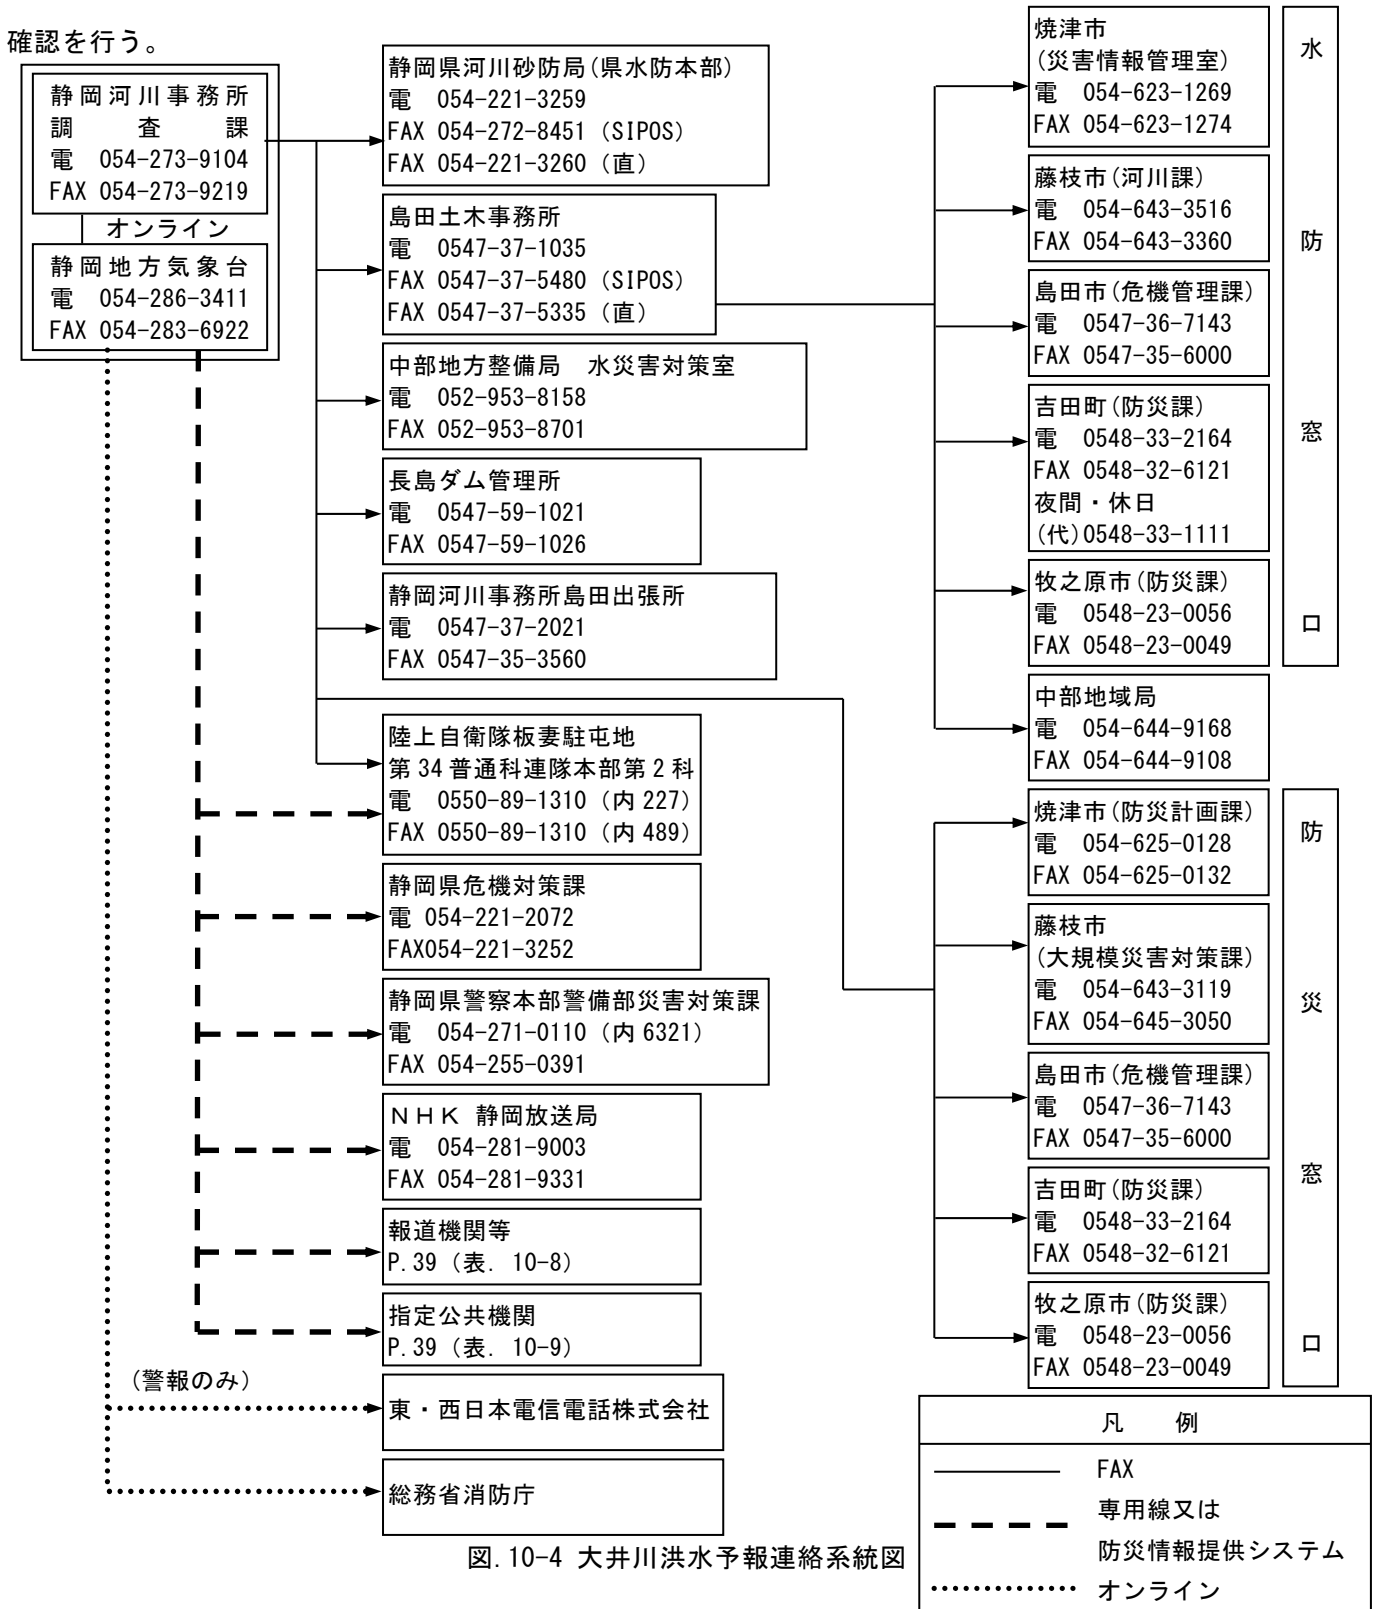 確認を行う。
静岡河川事務所
調　査　課
電　054-273-9104
FAX 054-273-9219
オンライン
静岡地方気象台
電　054-286-3411
FAX 054-283-6922
静岡県河川砂防局(県水防本部)
電　054-221-3259
FAX 054-272-8451 (SIPOS)
FAX 054-221-3260 (直)
島田土木事務所
電　0547-37-1035
FAX 0547-37-5480 (SIPOS)
FAX 0547-37-5335 (直)
中部地方整備局　水災害対策室
電　052-953-8158
FAX 052-953-8701
長島ダム管理所
電　0547-59-1021
FAX 0547-59-1026
静岡河川事務所島田出張所
電　0547-37-2021
FAX 0547-35-3560
陸上自衛隊板妻駐屯地
第34普通科連隊本部第2科
電　0550-89-1310 (内227)
FAX 0550-89-1310 (内489)
静岡県危機対策課
電 054-221-2072
FAX054-221-3252
静岡県警察本部警備部災害対策課
電　054-271-0110 (内6321)
FAX 054-255-0391
ＮＨＫ 静岡放送局
電　054-281-9003
FAX 054-281-9331
報道機関等
P.39 (表. 10-8)
指定公共機関
P.39 (表. 10-9)
(警報のみ)
東・西日本電信電話株式会社
総務省消防庁
焼津市
(災害情報管理室)
電　054-623-1269
FAX 054-623-1274
藤枝市(河川課)
電　054-643-3516
FAX 054-643-3360
島田市(危機管理課)
電　0547-36-7143
FAX 0547-35-6000
吉田町(防災課)
電　0548-33-2164
FAX 0548-32-6121
夜間・休日
(代)0548-33-1111
牧之原市(防災課)
電　0548-23-0056
FAX 0548-23-0049
水防窓口
中部地域局
電　054-644-9168
FAX 054-644-9108
焼津市(防災計画課)
電　054-625-0128
FAX 054-625-0132
藤枝市
(大規模災害対策課)
電　054-643-3119
FAX 054-645-3050
島田市(危機管理課)
電　0547-36-7143
FAX 0547-35-6000
吉田町(防災課)
電　0548-33-2164
FAX 0548-32-6121
牧之原市(防災課)
電　0548-23-0056
FAX 0548-23-0049
防災窓口
凡　例
FAX
専用線又は
防災情報提供システム
オンライン
図.10-4 大井川洪水予報連絡系統図